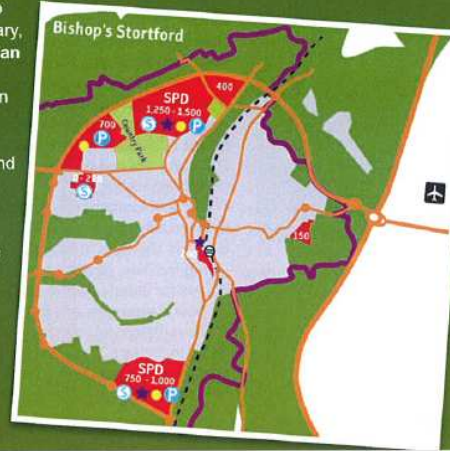 ary,
an
n
nd
Bishop's Stortford
400
SPD
1,250 - 1,500
S
P
700
P
Country Park
S
150
SPD
750 - 1,000
S
P